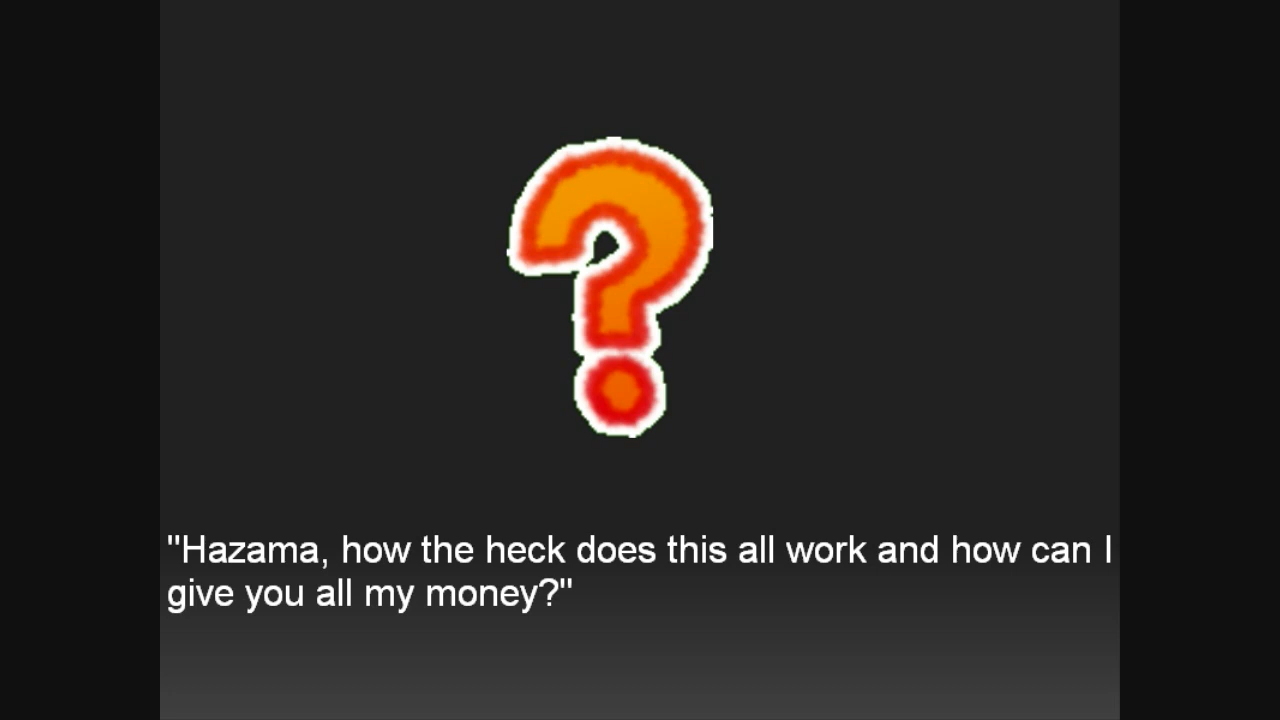 "Hazama, how the heck does this all work and how can I
give you all my money?"